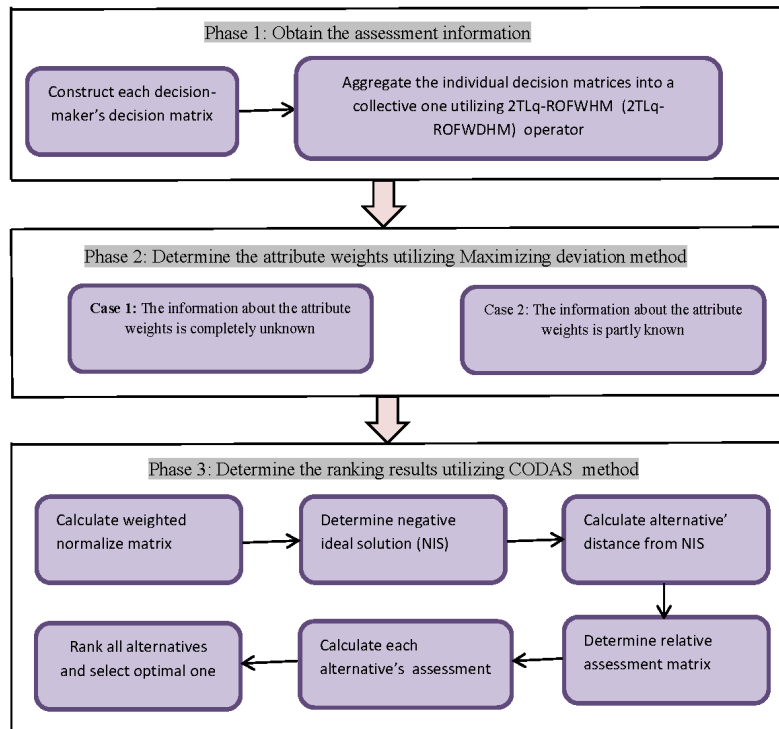 Phase 1: Obtain the assessment information
Construct each decision-
maker's decision matrix
Aggregate the individual decision matrices into a
collective one utilizing 2TLq-ROFWHM (2TLq-
ROFWDHM) operator
Phase 2: Determine the attribute weights utilizing Maximizing deviation method
Case 1: The information about the attribute
weights is completely unknown
Case 2: The information about the attribute
weights is partly known
Phase 3: Determine the ranking results utilizing CODAS method
Calculate weighted
normalize matrix
Determine negative
ideal solution (NIS)
Calculate alternative'
distance from NIS
Determine relative
assessment matrix
Calculate each
alternative's assessment
Rank all alternatives
and select optimal one